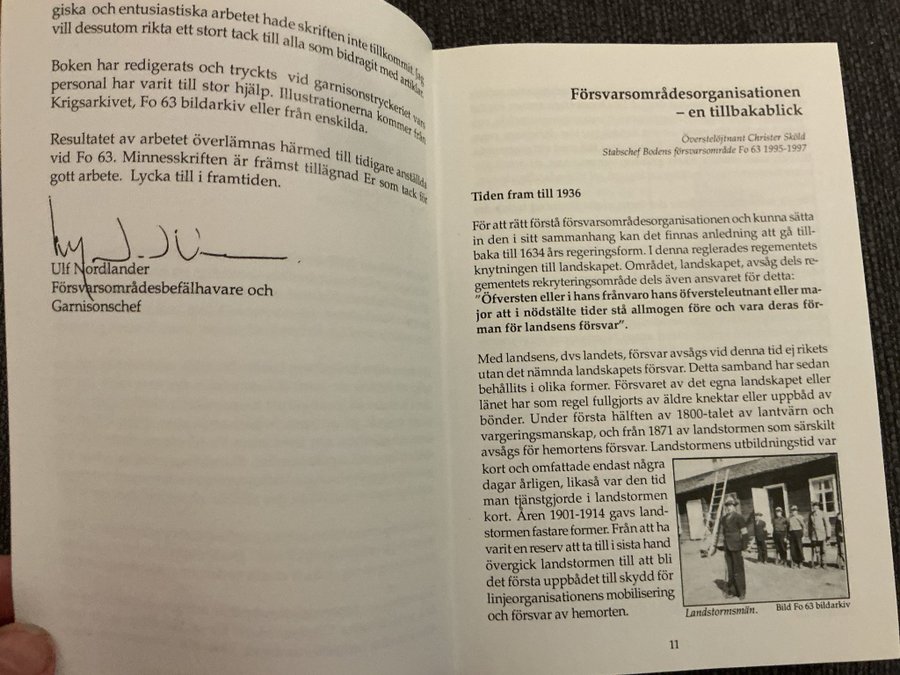 giska och entusiastiska arbetet hade skriften inte tillkommit. Jag
vill dessutom rikta ett stort tack till alla som bidragit med artiklar.
Boken har redigerats och tryckts vid garnisonstryckeriet vars
personal har varit till stor hjälp. Illustrationerna kommer från
Krigsarkivet, Fo 63 bildarkiv eller från enskilda.
Resultatet av arbetet överlämnas härmed till tidigare anställda
vid Fo 63. Minnesskriften är främst tillägnad Er som tack för
gott arbete. Lycka till i framtiden.
Ulf Nordlander
Försvarsområdesbefälhavare och
Garnisonschef
Försvarsområdesorganisationen
– en tillbakablick
Överstelöjtnant Christer Sköld
Stabschef Bodens försvarsområde Fo 63 1995-1997
Tiden fram till 1936
För att rätt förstå försvarsområdesorganisationen och kunna sätta
in den i sitt sammanhang kan det finnas anledning att gå till-
baka till 1634 års regeringsform. I denna reglerades regementets
knytningen till landskapet. Området, landskapet, avsåg dels re-
gementets rekryteringsområde dels även ansvaret för detta:
"Öfversten eller i hans frånvaro hans öfversteleutnant eller ma-
jor att i nödstälte tider stå allmogen före och vara deras för-
man för landsens försvar".
Med landsens, dvs landets, försvar avsågs vid denna tid ej rikets
utan det nämnda landskapets försvar. Detta samband har sedan
behållits i olika former. Försvaret av det egna landskapet eller
länet har som regel fullgjorts av äldre knektar eller uppbåd av
bönder. Under första hälften av 1800-talet av lantvärn och
vargeringsmanskap, och från 1871 av landstormen som särskilt
avsågs för hemortens försvar. Landstormens utbildningstid var
kort och omfattade endast några
dagar årligen, likaså var den tid
man tjänstgjorde i landstormen
kort. Åren 1901-1914 gavs land-
stormen fastare former. Från att ha
varit en reserv att ta till i sista hand
övergick landstormen till att bli
det första uppbådet till skydd för
linjeorganisationens mobilisering
och försvar av hemorten.
Landstormsmän. Bild Fo 63 bildarkiv
11